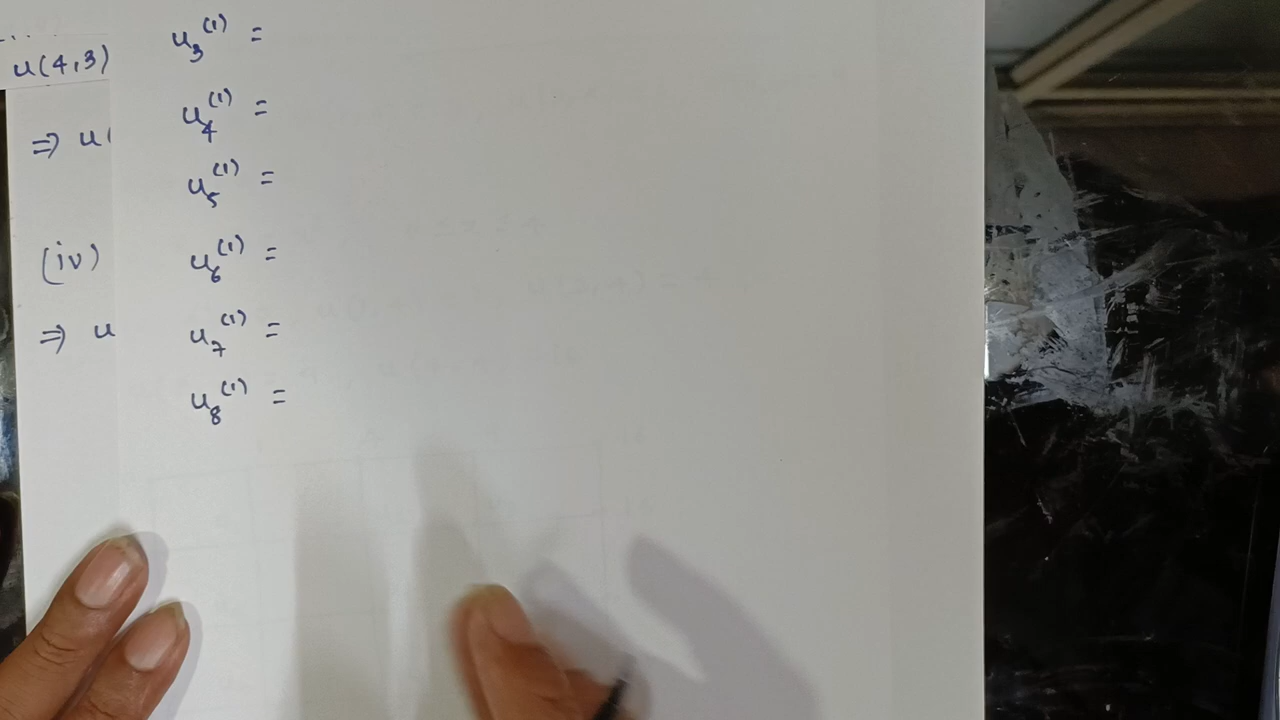 u(4,3)
⇒ u(
(iv)
⇒ u
u₃⁽¹⁾ =
u₄⁽¹⁾ =
u₅⁽¹⁾ =
u₆⁽¹⁾ =
u₇⁽¹⁾ =
u₈⁽¹⁾ =